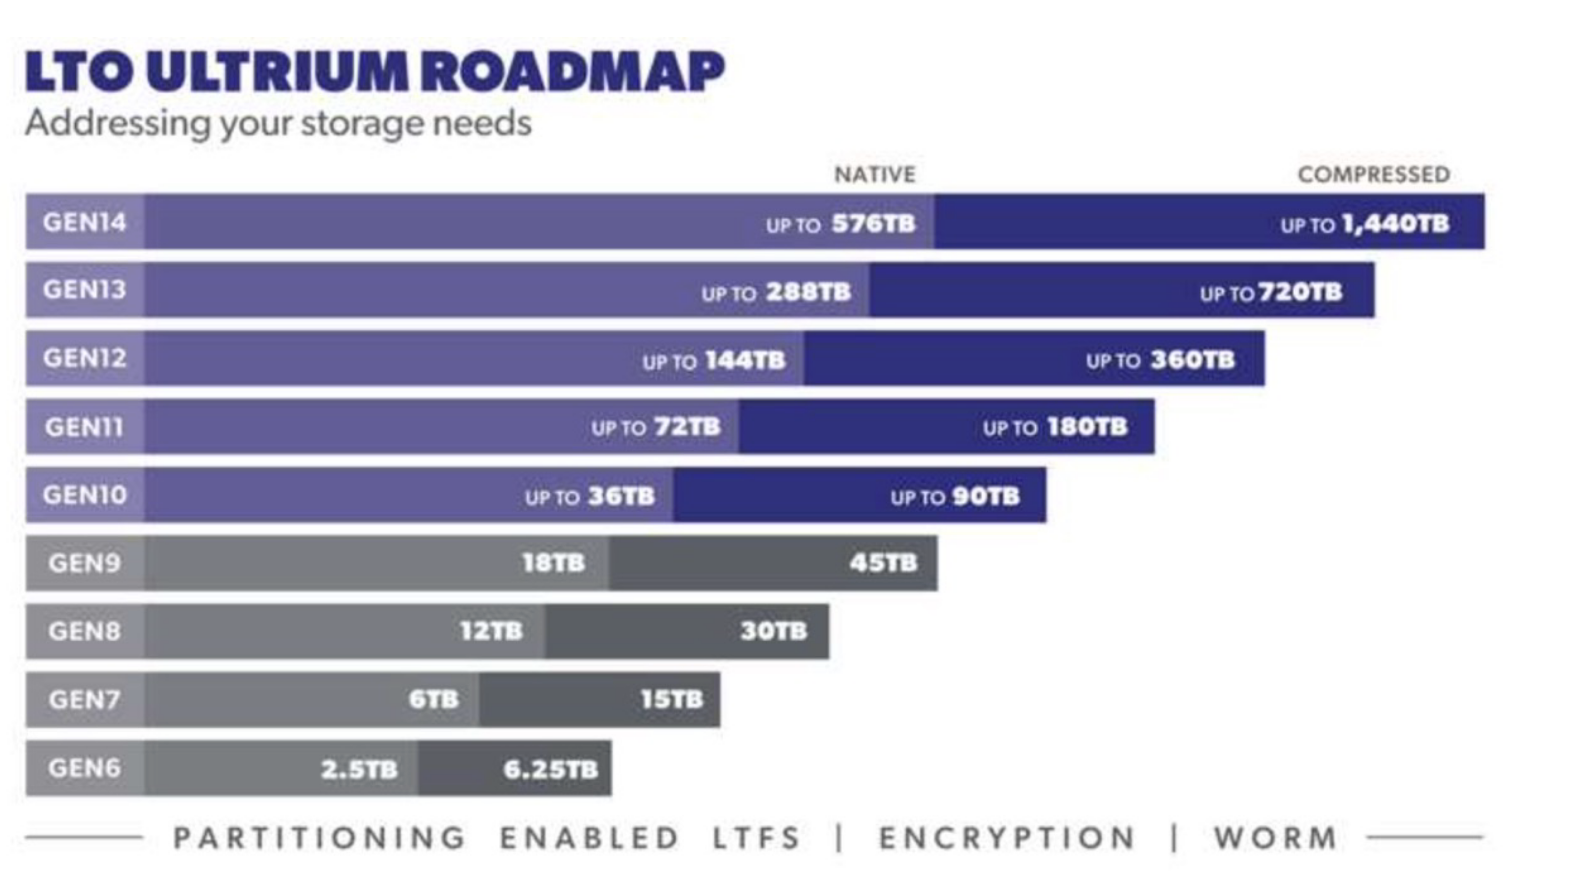 LTO ULTRIUM ROADMAP
Addressing your storage needs
NATIVE COMPRESSED
GEN14 UP TO 576TB UP TO 1,440TB
GEN13 UP TO 288TB UP TO 720TB
GEN12 UP TO 144TB UP TO 360TB
GEN11 UP TO 72TB UP TO 180TB
GEN10 UP TO 36TB UP TO 90TB
GEN9 18TB 45TB
GEN8 12TB 30TB
GEN7 6TB 15TB
GEN6 2.5TB 6.25TB
PARTITIONING ENABLED LTFS | ENCRYPTION | WORM